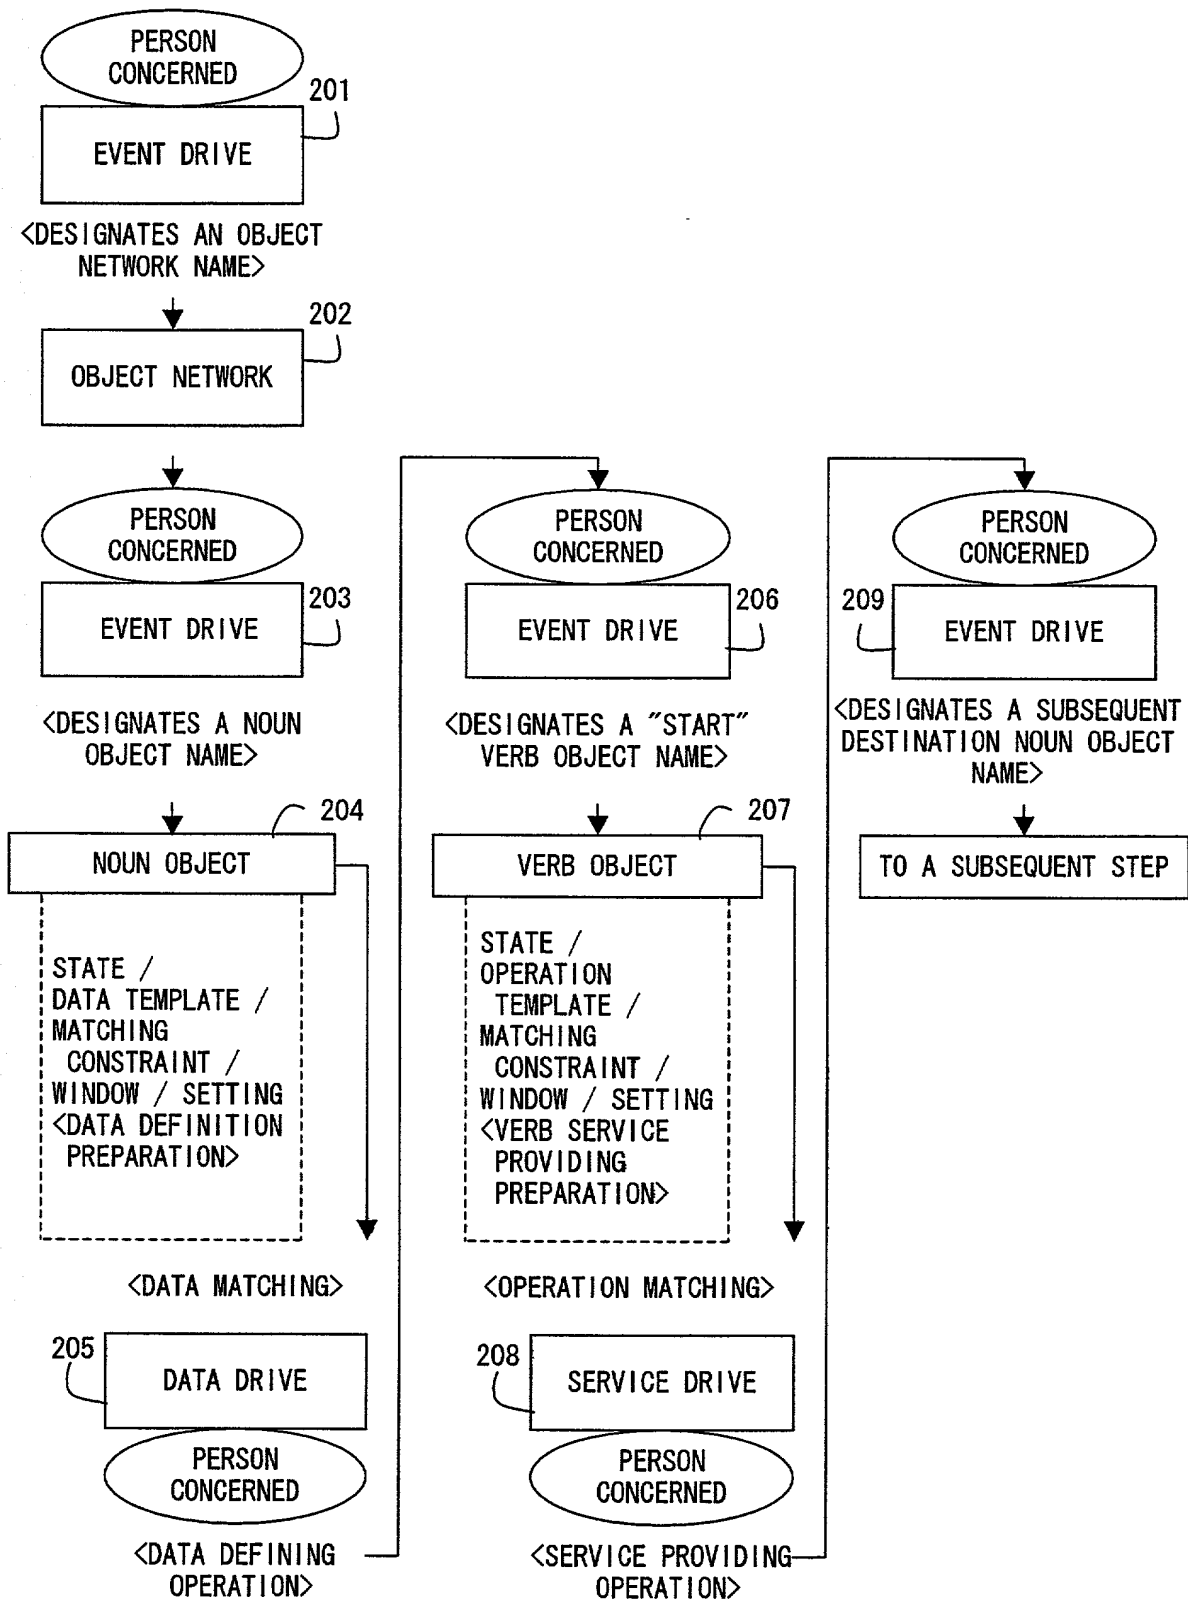 PERSON
CONCERNED
201
EVENT DRIVE
<DESIGNATES AN OBJECT
NETWORK NAME>
202
OBJECT NETWORK
PERSON
CONCERNED
203
EVENT DRIVE
<DESIGNATES A NOUN
OBJECT NAME>
204
NOUN OBJECT
STATE /
DATA TEMPLATE /
MATCHING
CONSTRAINT /
WINDOW / SETTING
<DATA DEFINITION
PREPARATION>
<DATA MATCHING>
205
DATA DRIVE
PERSON
CONCERNED
<DATA DEFINING
OPERATION>
PERSON
CONCERNED
206
EVENT DRIVE
<DESIGNATES A "START"
VERB OBJECT NAME>
207
VERB OBJECT
STATE /
OPERATION
TEMPLATE /
MATCHING
CONSTRAINT /
WINDOW / SETTING
<VERB SERVICE
PROVIDING
PREPARATION>
<OPERATION MATCHING>
208
SERVICE DRIVE
PERSON
CONCERNED
<SERVICE PROVIDING
OPERATION>
PERSON
CONCERNED
209
EVENT DRIVE
<DESIGNATES A SUBSEQUENT
DESTINATION NOUN OBJECT
NAME>
TO A SUBSEQUENT STEP